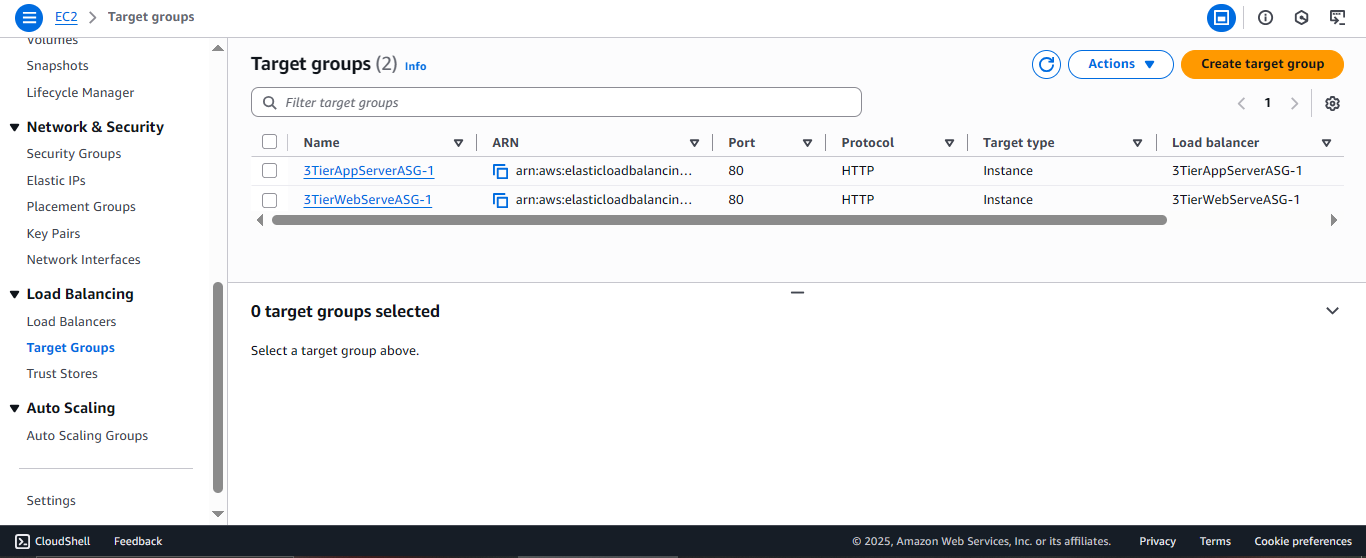 EC2 > Target groups
Volumes
Snapshots
Lifecycle Manager
Network & Security
Security Groups
Elastic IPs
Placement Groups
Key Pairs
Network Interfaces
Load Balancing
Load Balancers
Target Groups
Trust Stores
Auto Scaling
Auto Scaling Groups
Settings
Target groups (2) Info
Actions
Create target group
Filter target groups
1
Name ARN Port Protocol Target type Load balancer
3TierAppServerASG-1 arn:aws:elasticloadbalancin... 80 HTTP Instance 3TierAppServerASG-1
3TierWebServeASG-1 arn:aws:elasticloadbalancin... 80 HTTP Instance 3TierWebServeASG-1
0 target groups selected
Select a target group above.
CloudShell Feedback © 2025, Amazon Web Services, Inc. or its affiliates. Privacy Terms Cookie preferences